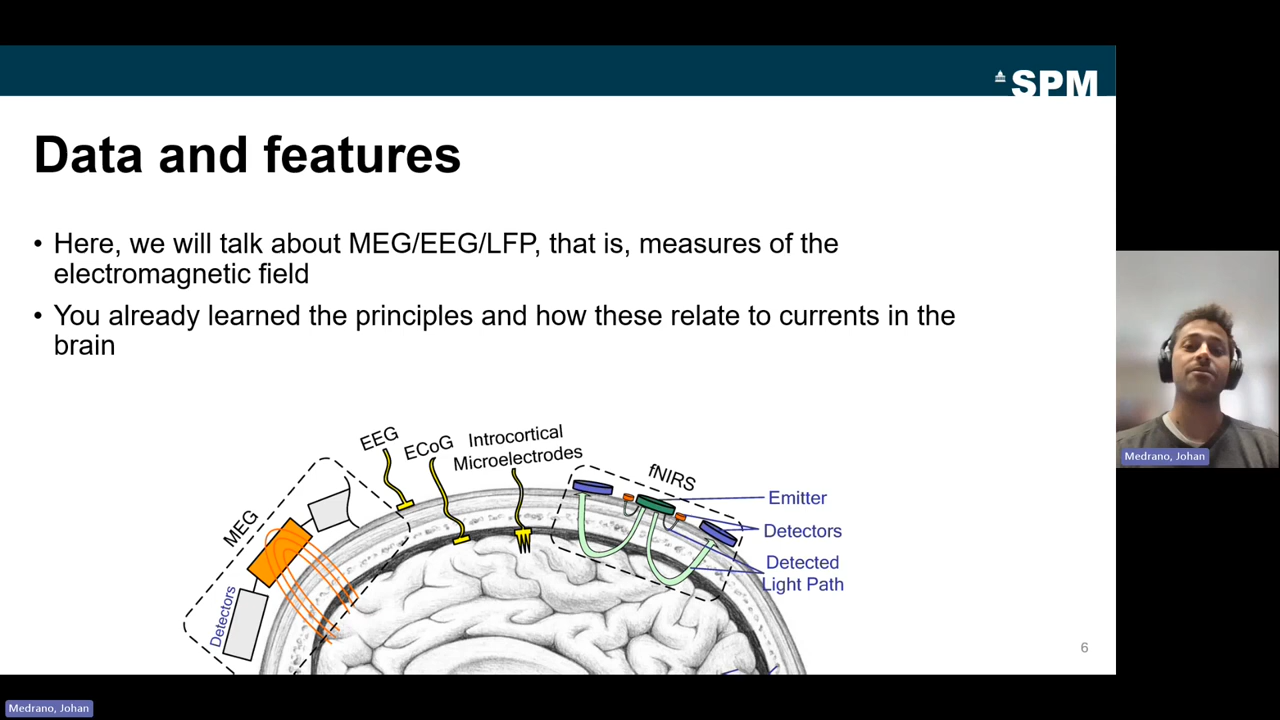 SPM
Data and features
• Here, we will talk about MEG/EEG/LFP, that is, measures of the
electromagnetic field
• You already learned the principles and how these relate to currents in the
brain
EEG
ECoG
Introcortical
Microelectrodes
fNIRS
MEG
Emitter
Detectors
Detected
Light Path
Detectors
6
Medrano, Johan
Medrano, Johan